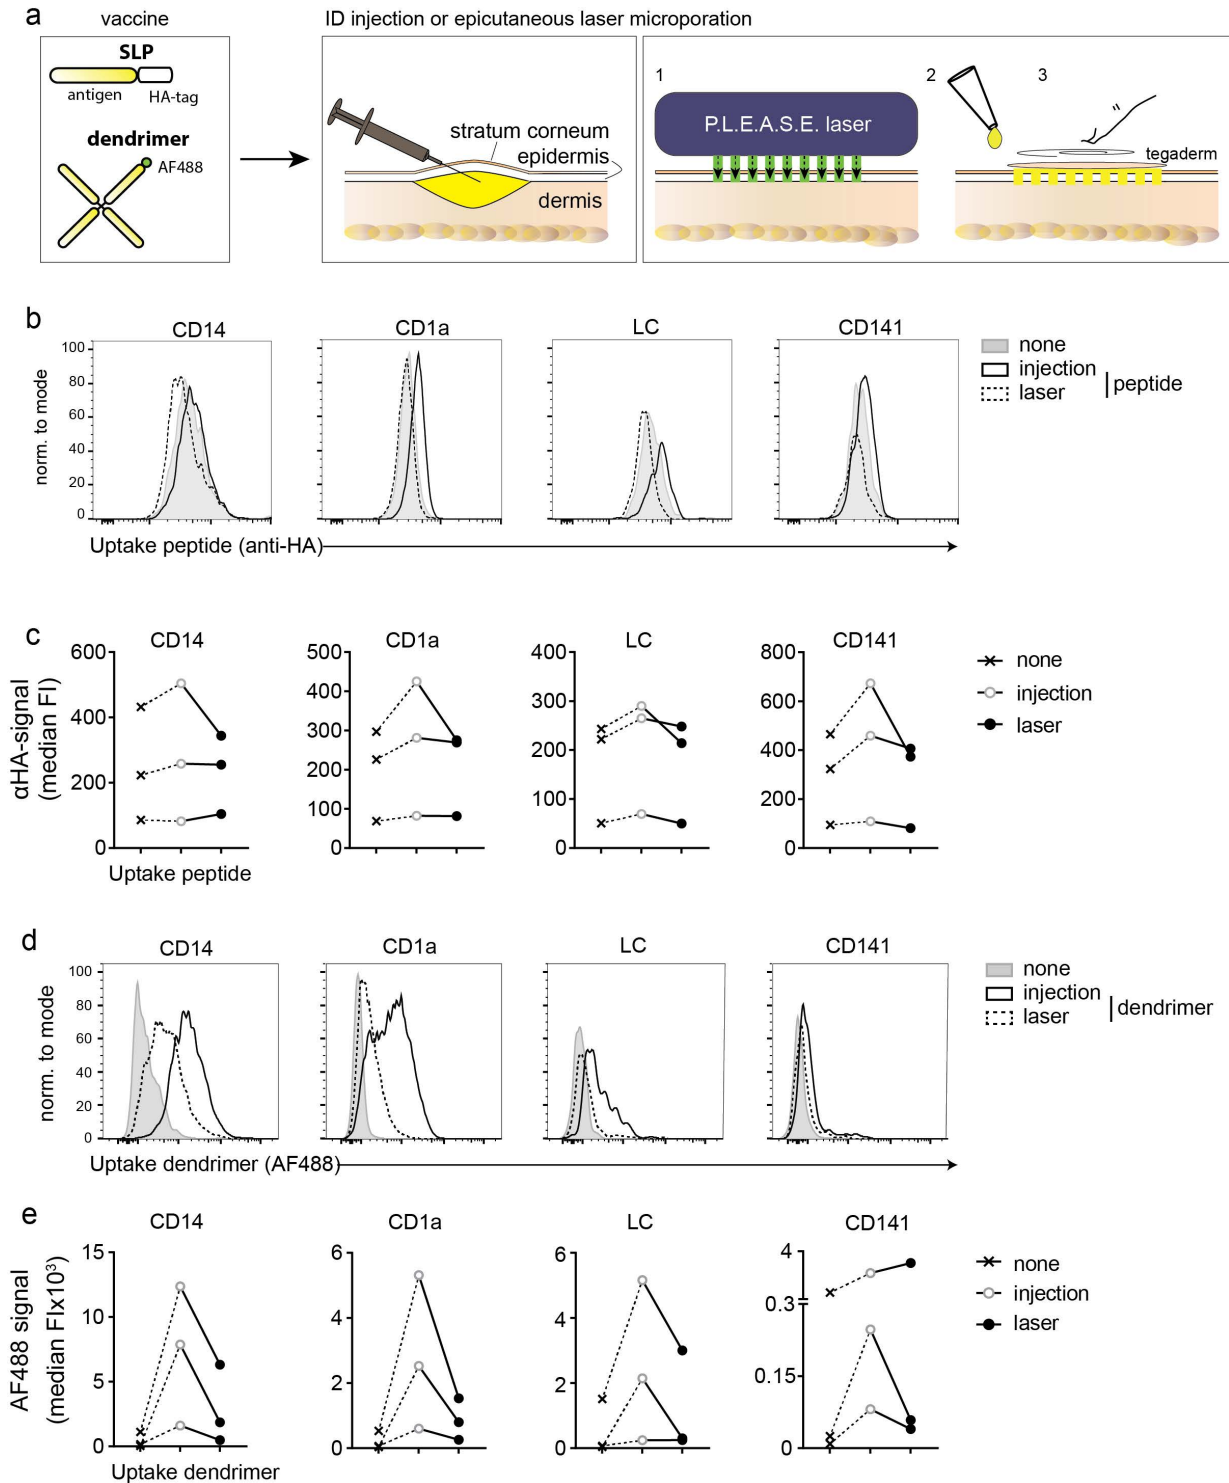 a
vaccine
ID injection or epicutaneous laser microporation
SLP
antigen HA-tag
dendrimer
AF488
stratum corneum
epidermis
dermis
1
P.L.E.A.S.E. laser
2
3
tegaderm
b
CD14 CD1a LC CD141
norm. to mode
100
80
60
40
20
0
none
injection
laser
peptide
Uptake peptide (anti-HA)
c
CD14 CD1a LC CD141
αHA-signal
(median FI)
600
400
200
0
500
400
300
200
100
0
400
300
200
100
0
800
600
400
200
0
none
injection
laser
Uptake peptide
d
CD14 CD1a LC CD141
norm. to mode
100
80
60
40
20
0
none
injection
laser
dendrimer
Uptake dendrimer (AF488)
e
CD14 CD1a LC CD141
AF488 signal
(median FIx10³)
15
10
5
0
6
4
2
0
6
4
2
0
4
0.3
0.15
0
none
injection
laser
Uptake dendrimer